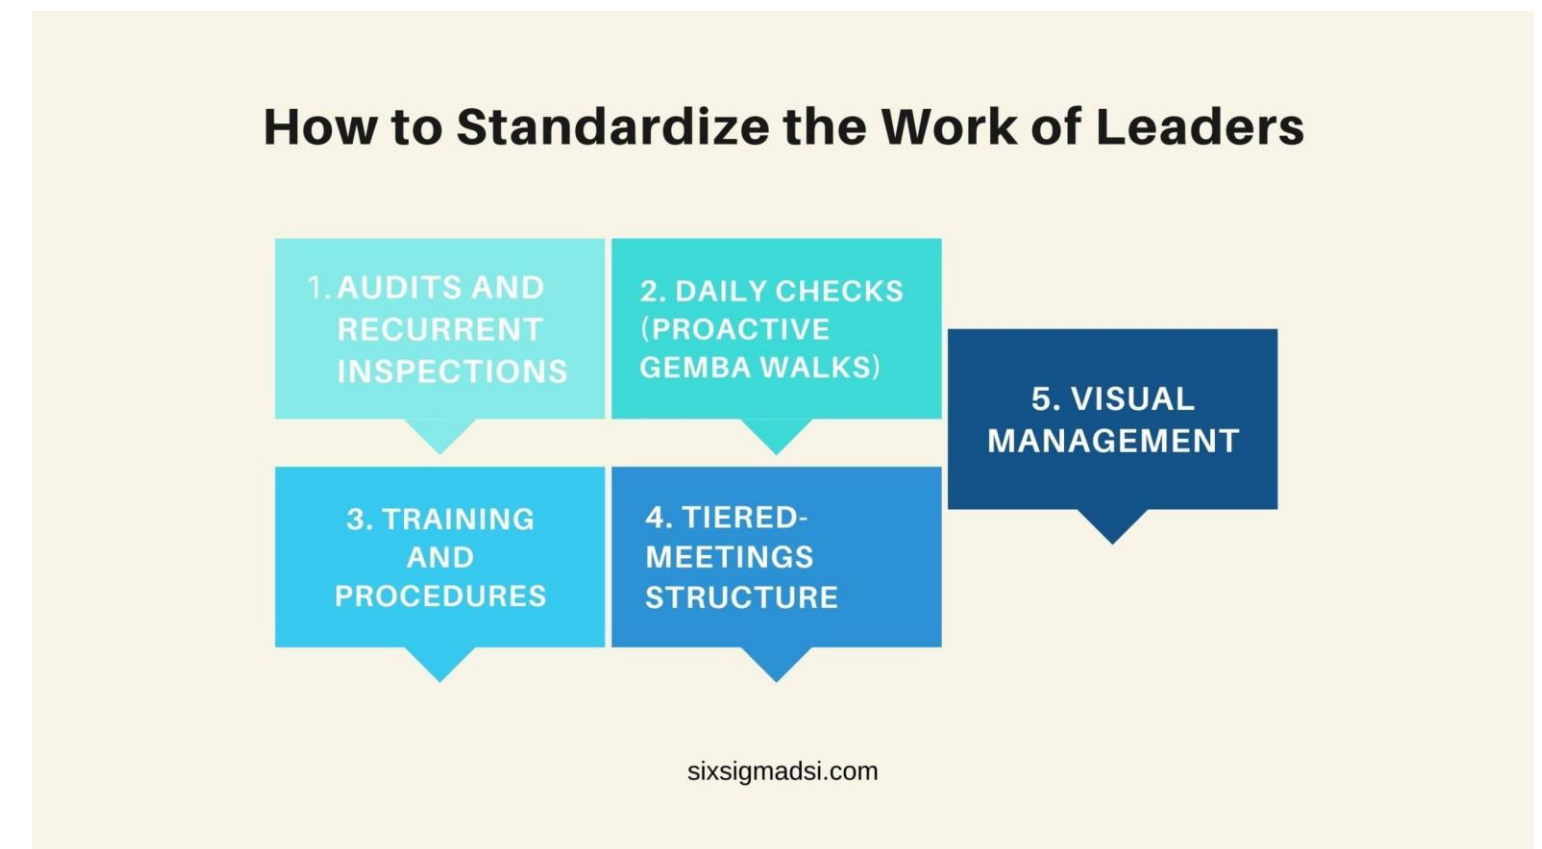 How to Standardize the Work of Leaders
1. AUDITS AND
RECURRENT
INSPECTIONS
2. DAILY CHECKS
(PROACTIVE
GEMBA WALKS)
3. TRAINING
AND
PROCEDURES
4. TIERED-
MEETINGS
STRUCTURE
5. VISUAL
MANAGEMENT
sixsigmadsi.com